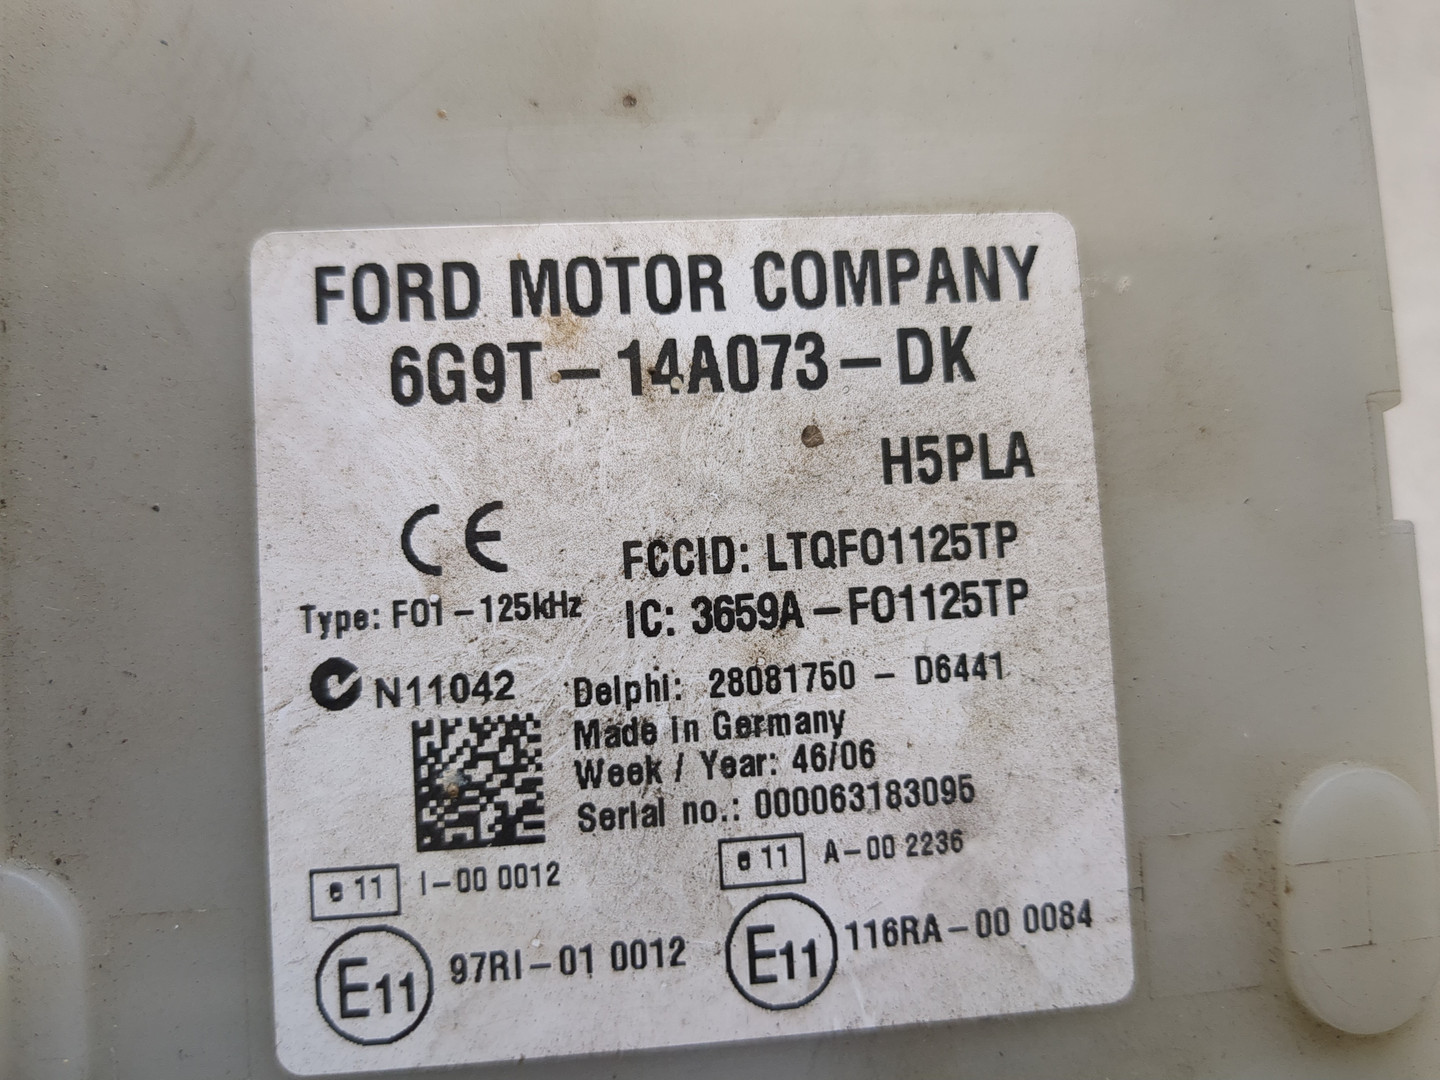 FORD MOTOR COMPANY
6G9T-14A073-DK
H5PLA
CE
FCCID: LTQFO1125TP
Type: FO1-125kHz
IC: 3659A-FO1125TP
N11042
Delphi: 28081750 - D6441
Made in Germany
Week / Year: 46/06
Serial no.: 000063183095
e 11 I-00 0012
e 11 A-00 2236
E11 97RI-01 0012
E11 116RA-00 0084